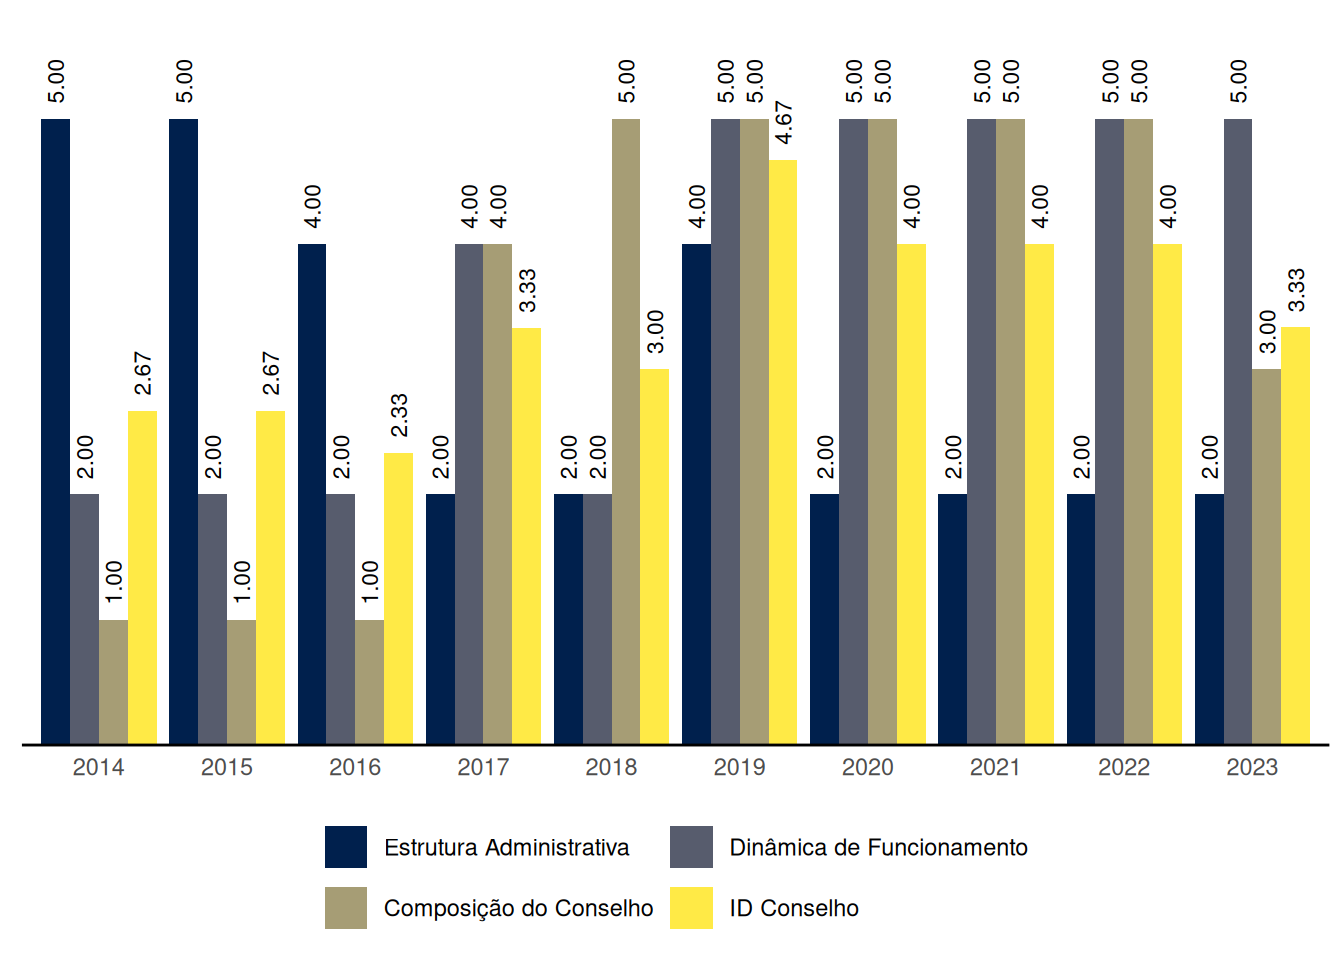 5.00 2.00 1.00 2.67
5.00 2.00 1.00 2.67
4.00 2.00 1.00 2.33
2.00 4.00 4.00 3.33
2.00 2.00 5.00 3.00
4.00 5.00 5.00 4.67
2.00 5.00 5.00 4.00
2.00 5.00 5.00 4.00
2.00 5.00 5.00 4.00
2.00 5.00 3.00 3.33
2014 2015 2016 2017 2018 2019 2020 2021 2022 2023
Estrutura Administrativa Dinâmica de Funcionamento
Composição do Conselho ID Conselho